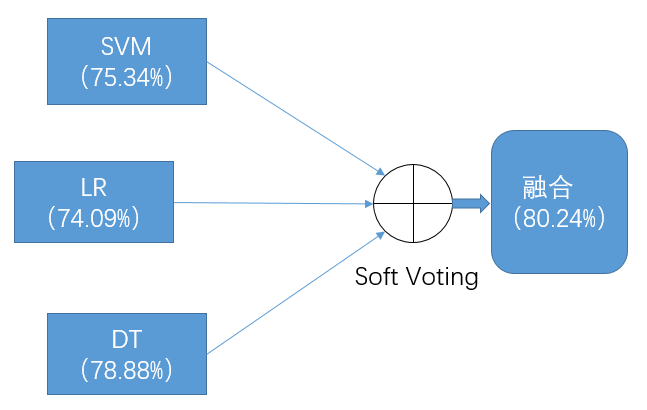 SVM
(75.34%)
LR
(74.09%)
DT
(78.88%)
Soft Voting
融合
(80.24%)